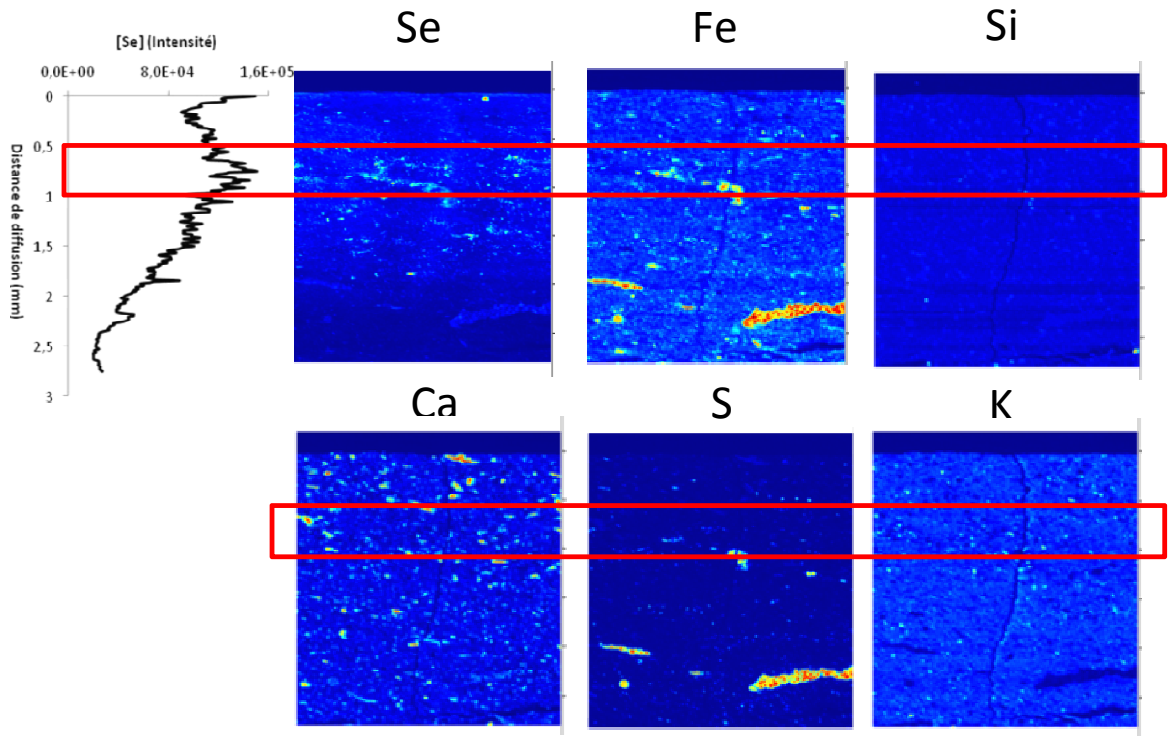 [Se] (Intensité)
0,0E+00 8,0E+04 1,6E+05
Se Fe Si
0
0,5
1
1,5
2
2,5
3
Distance de diffusion (mm)
Ca S K